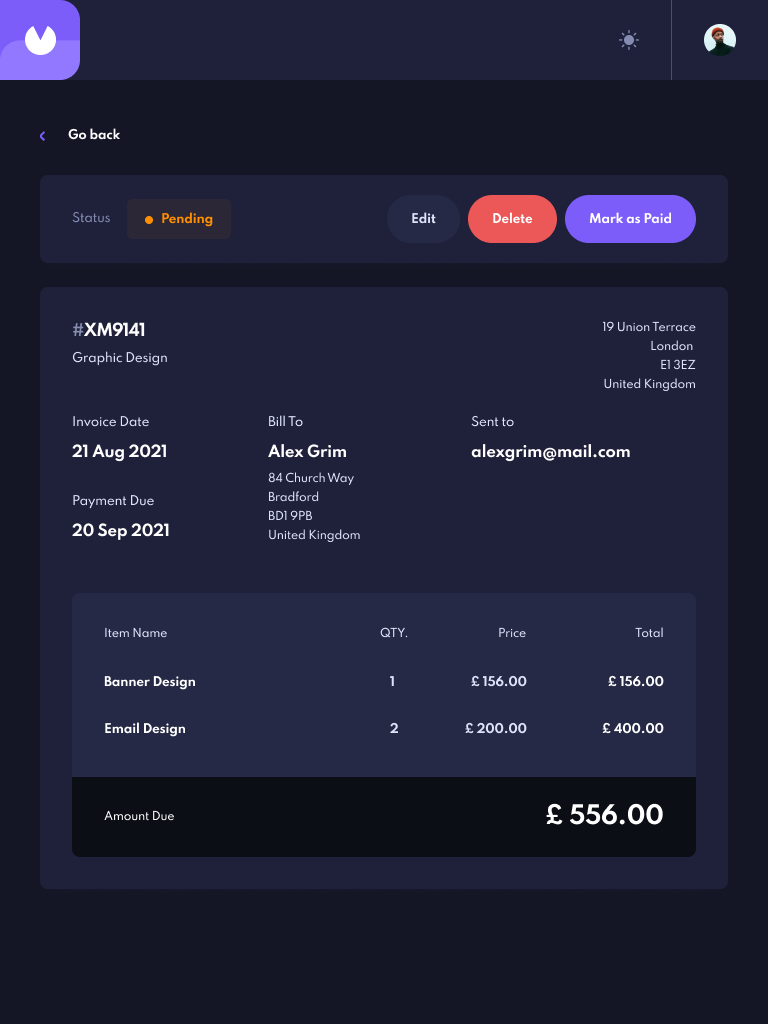 Go back
Status
Pending
Edit
Delete
Mark as Paid
#XM9141
Graphic Design
19 Union Terrace
London
E1 3EZ
United Kingdom
Invoice Date
21 Aug 2021
Payment Due
20 Sep 2021
Bill To
Alex Grim
84 Church Way
Bradford
BD1 9PB
United Kingdom
Sent to
alexgrim@mail.com
Item Name QTY. Price Total
Banner Design 1 £ 156.00 £ 156.00
Email Design 2 £ 200.00 £ 400.00
Amount Due £ 556.00